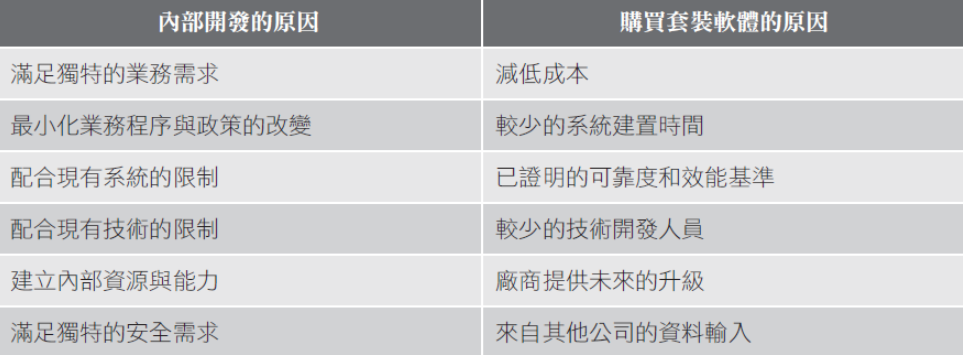 內部開發的原因 購買套裝軟體的原因
滿足獨特的業務需求 減低成本
最小化業務程序與政策的改變 較少的系統建置時間
配合現有系統的限制 已證明的可靠度和效能基準
配合現有技術的限制 較少的技術開發人員
建立內部資源與能力 廠商提供未來的升級
滿足獨特的安全需求 來自其他公司的資料輸入